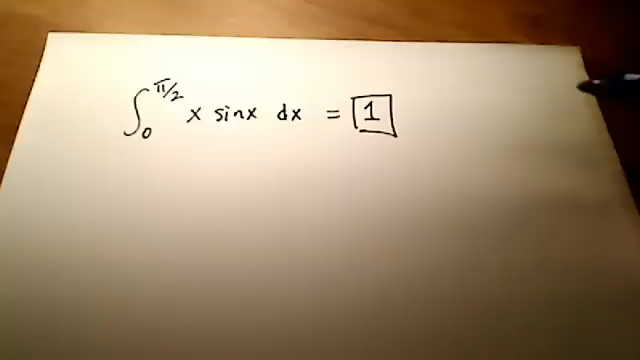 ∫₀^π/2 x sinx dx = 1